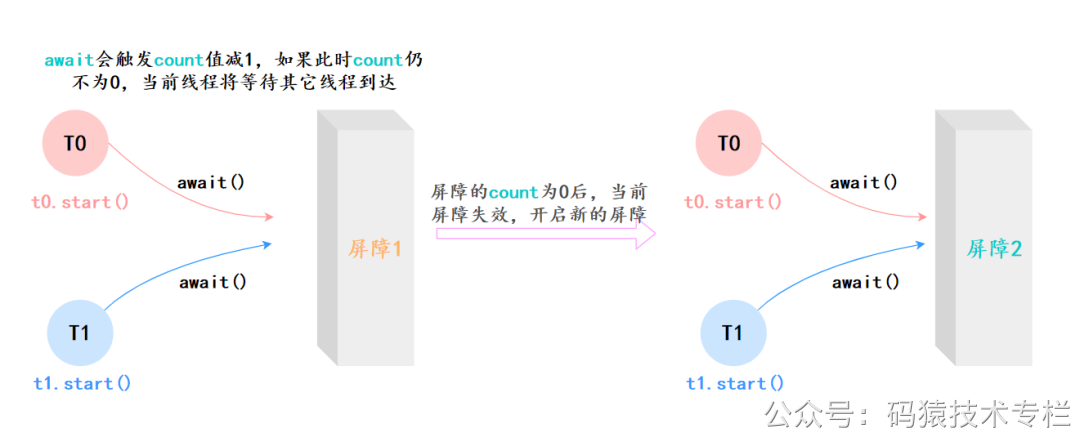 await会触发count值减1，如果此时count仍
不为0，当前线程将等待其它线程到达
T0
await()
t0.start()
屏障1
await()
T1
t1.start()
屏障的count为0后，当前
屏障失效，开启新的屏障
T0
await()
t0.start()
屏障2
await()
T1
t1.start()
公众号：码猿技术专栏